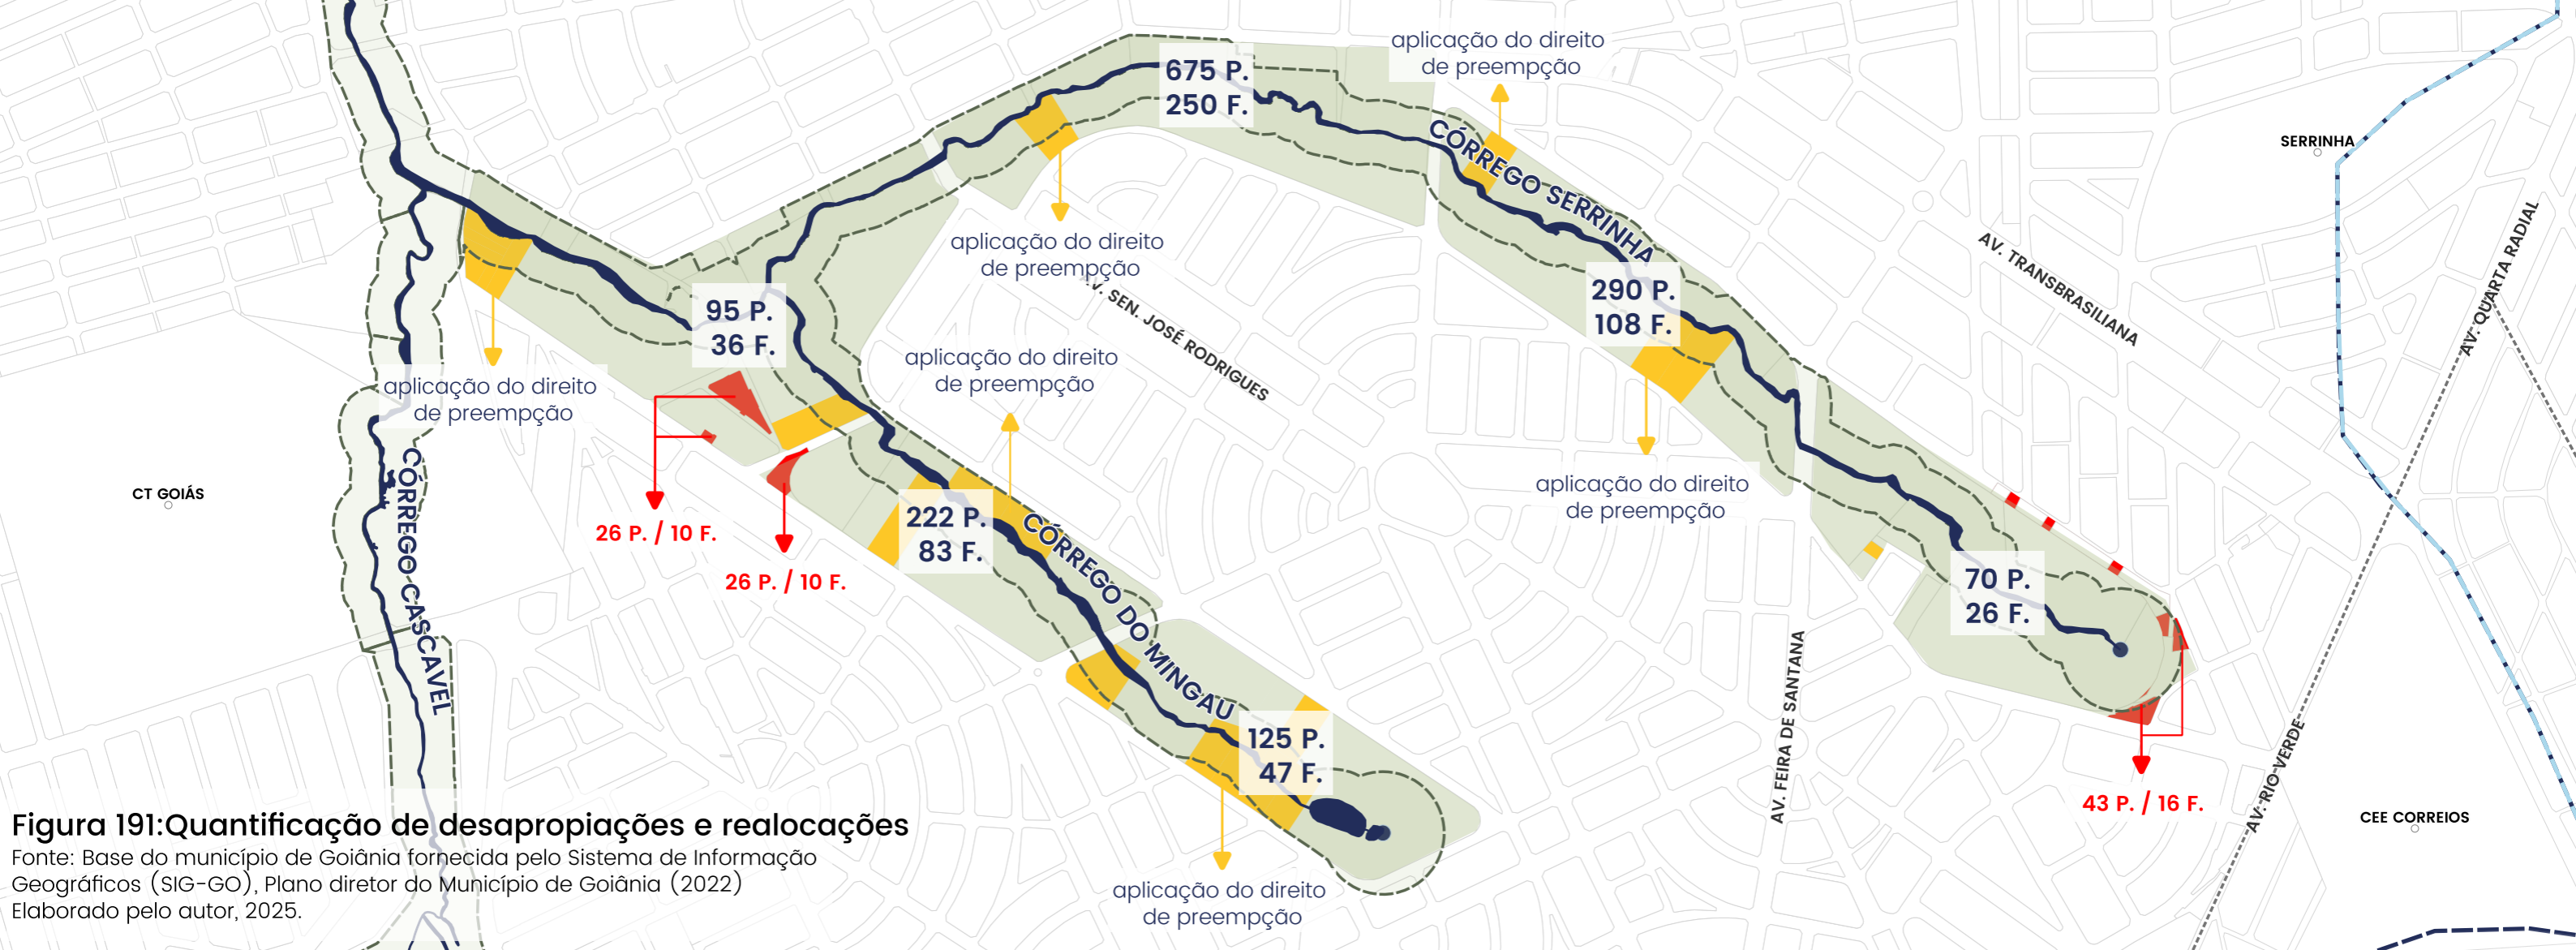 aplicação do direito
de preempção
675 P.
250 F.
CÓRREGO SERRINHA
SERRINHA
aplicação do direito
de preempção
AV. TRANSBRASILIANA
AV. QUARTA RADIAL
AV. SEN. JOSÉ RODRIGUES
95 P.
36 F.
290 P.
108 F.
aplicação do direito
de preempção
aplicação do direito
de preempção
CÓRREGO CASCAVEL
CT GOIÁS
26 P. / 10 F.
26 P. / 10 F.
222 P.
83 F.
CÓRREGO DO MINGAU
aplicação do direito
de preempção
70 P.
26 F.
AV. FEIRA DE SANTANA
125 P.
47 F.
43 P. / 16 F.
AV. RIO VERDE
CEE CORREIOS
aplicação do direito
de preempção
Figura 191:Quantificação de desapropiações e realocações
Fonte: Base do município de Goiânia fornecida pelo Sistema de Informação
Geográficos (SIG-GO), Plano diretor do Município de Goiânia (2022)
Elaborado pelo autor, 2025.